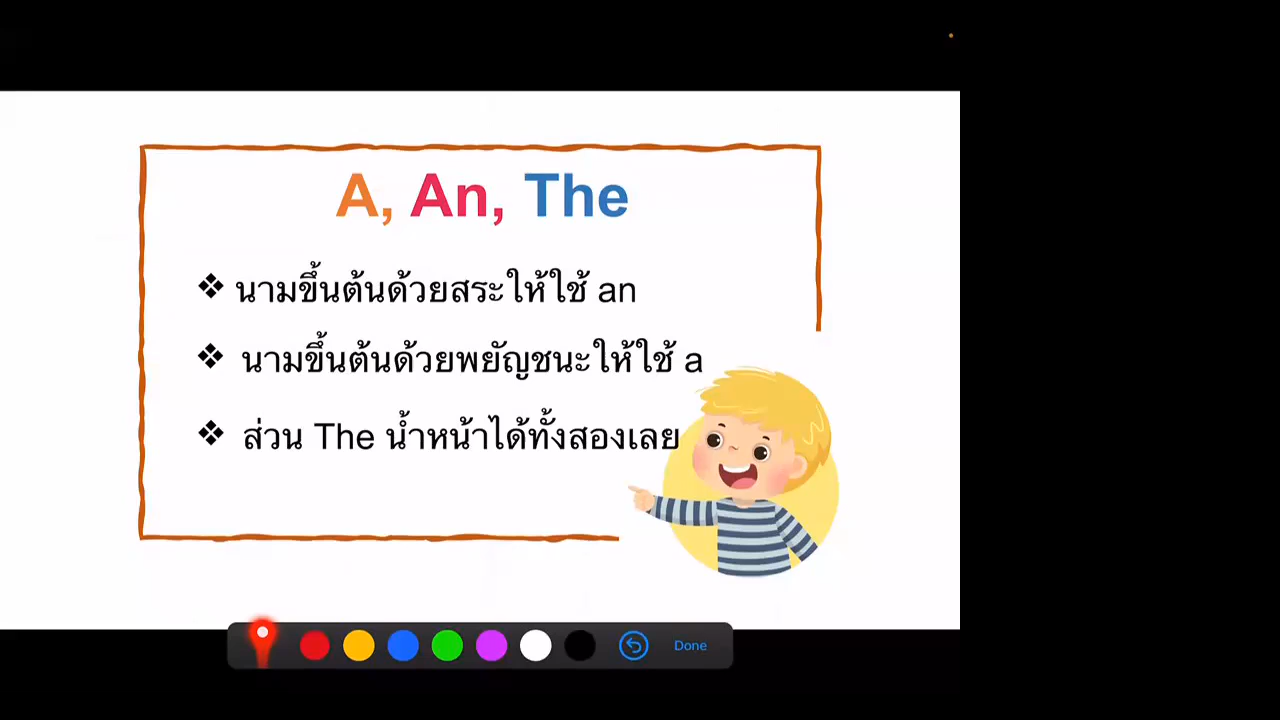 A, An, The
❖ นามขึ้นต้นด้วยสระให้ใช้ an
❖ นามขึ้นต้นด้วยพยัญชนะให้ใช้ a
❖ ส่วน The น้ำหน้าได้ทั้งสองเลย
Done